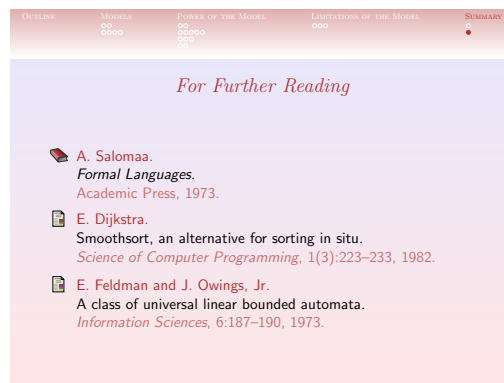 Outline Models Power of the Model Limitations of the Model Summary
For Further Reading
A. Salomaa.
Formal Languages.
Academic Press, 1973.
E. Dijkstra.
Smoothsort, an alternative for sorting in situ.
Science of Computer Programming, 1(3):223–233, 1982.
E. Feldman and J. Owings, Jr.
A class of universal linear bounded automata.
Information Sciences, 6:187–190, 1973.